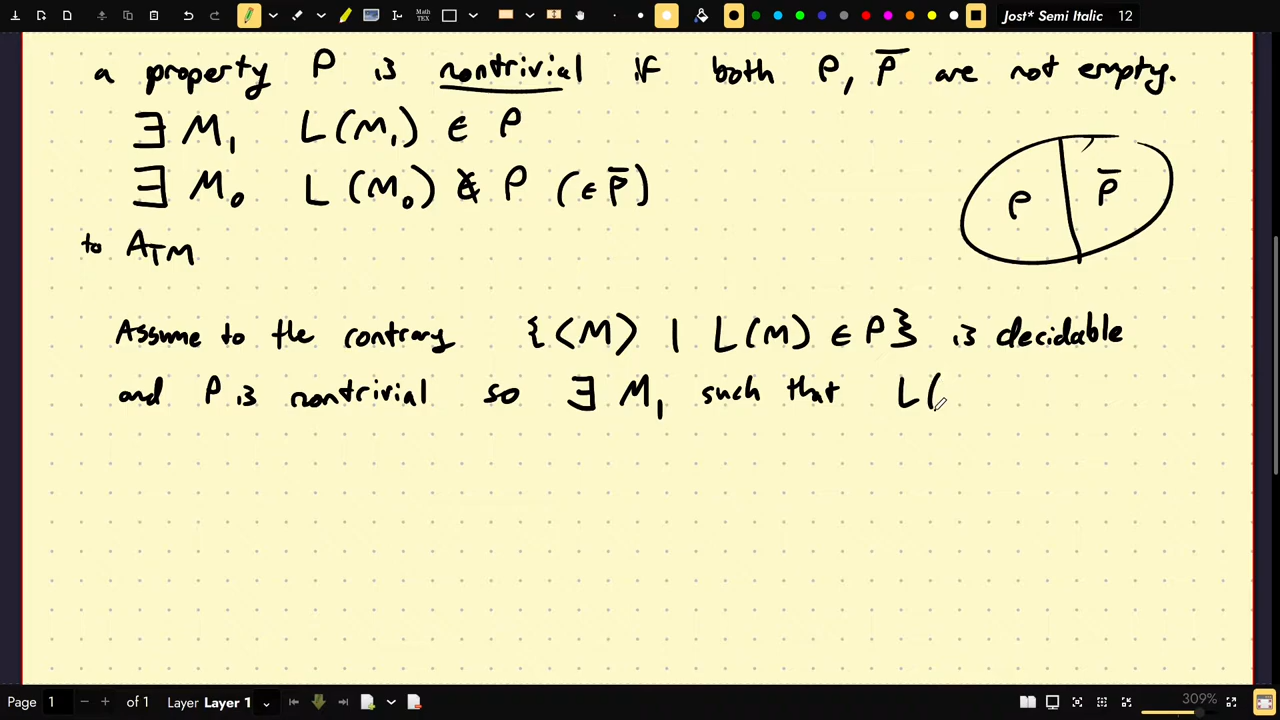 Math
TEX
Jost* Semi Italic 12
a property P is nontrivial if both P, P̅ are not empty.
∃ M₁ L(M₁) ∈ P
∃ M₀ L(M₀) ∉ P (∈ P̅)
P P̅
to A_TM
Assume to the contrary {<M> | L(M) ∈ P} is decidable
and P is nontrivial so ∃ M₁ such that L(
Page 1 of 1 Layer Layer 1 309%